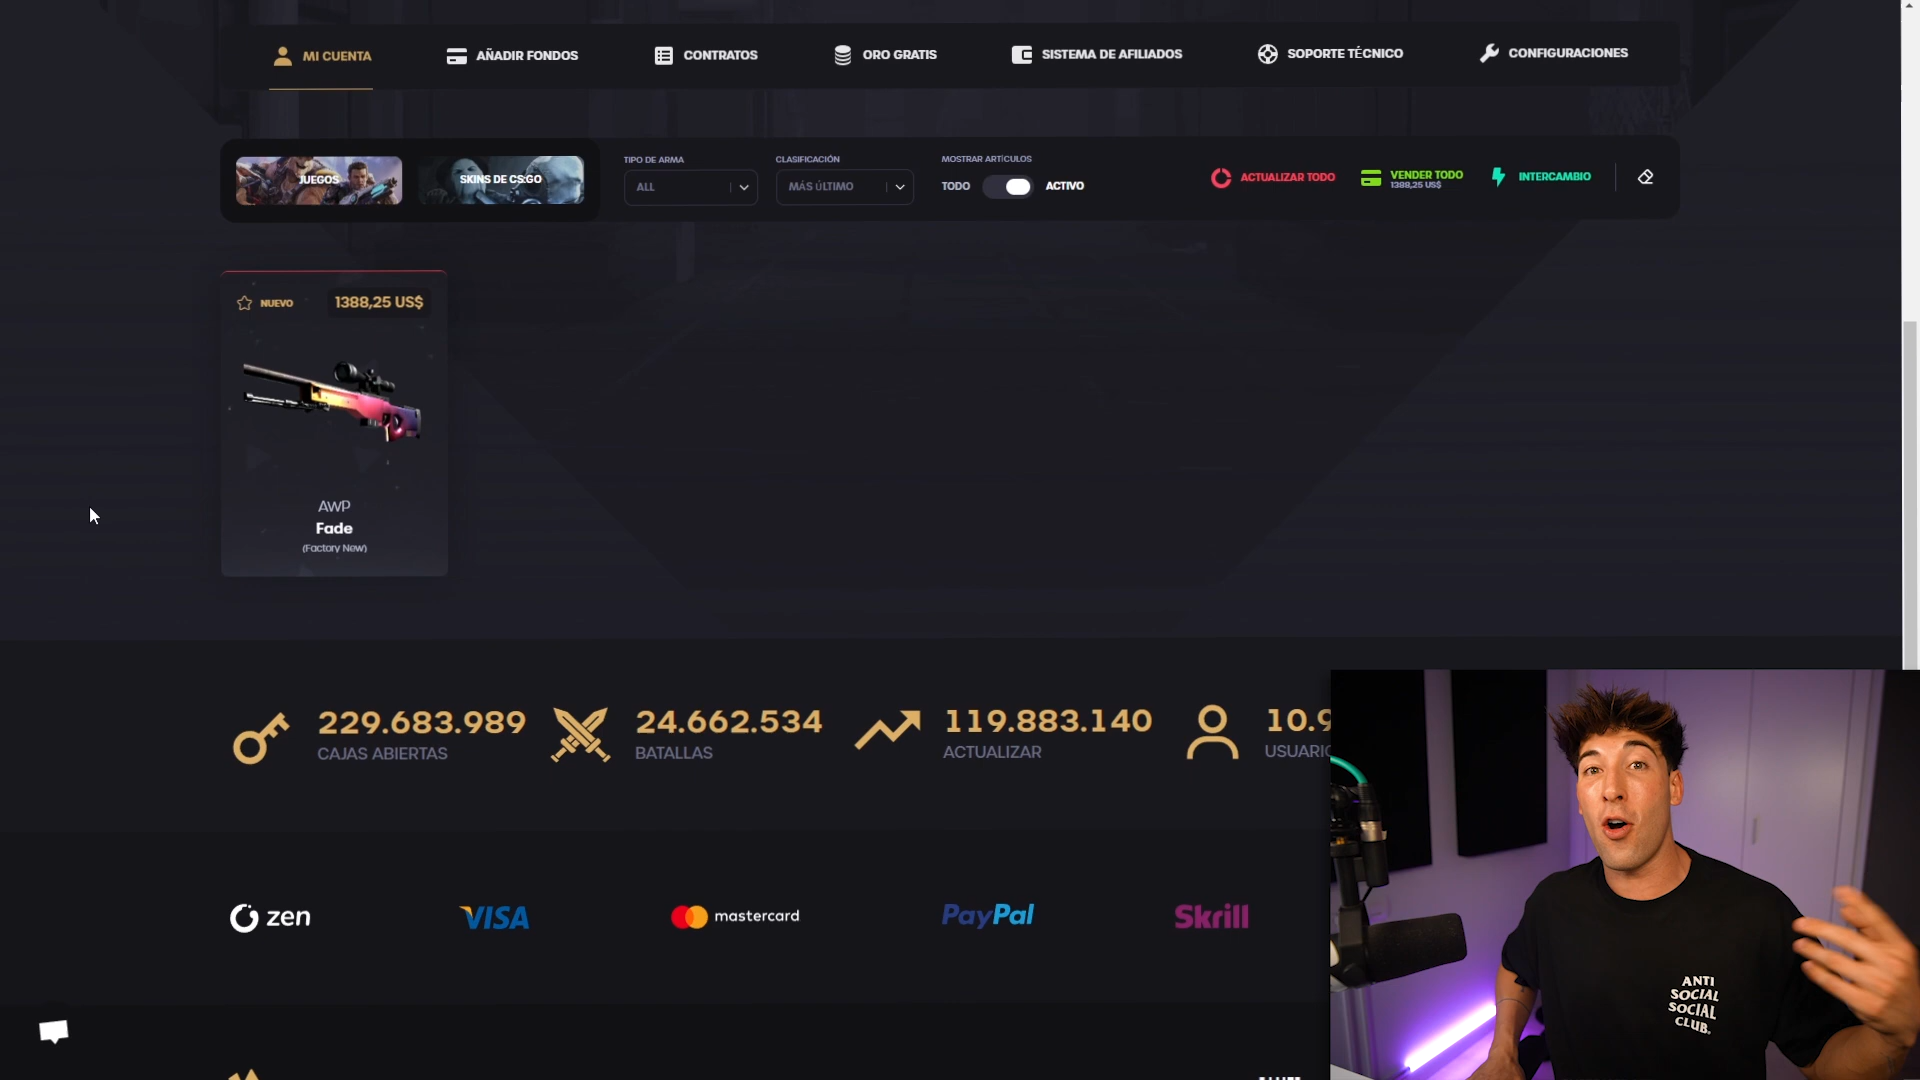 MI CUENTA
AÑADIR FONDOS
CONTRATOS
ORO GRATIS
SISTEMA DE AFILIADOS
SOPORTE TÉCNICO
CONFIGURACIONES
JUEGOS
SKINS DE CS:GO
TIPO DE ARMA
ALL
CLASIFICACIÓN
MÁS ÚLTIMO
MOSTRAR ARTÍCULOS
TODO
ACTIVO
ACTUALIZAR TODO
VENDER TODO
1388,25 US$
INTERCAMBIO
NUEVO
1388,25 US$
AWP
Fade
(Factory New)
229.683.989
CAJAS ABIERTAS
24.662.534
BATALLAS
119.883.140
ACTUALIZAR
10.9
USUARIO
zen
VISA
mastercard
PayPal
Skrill
ANTI
SOCIAL
SOCIAL
CLUB.